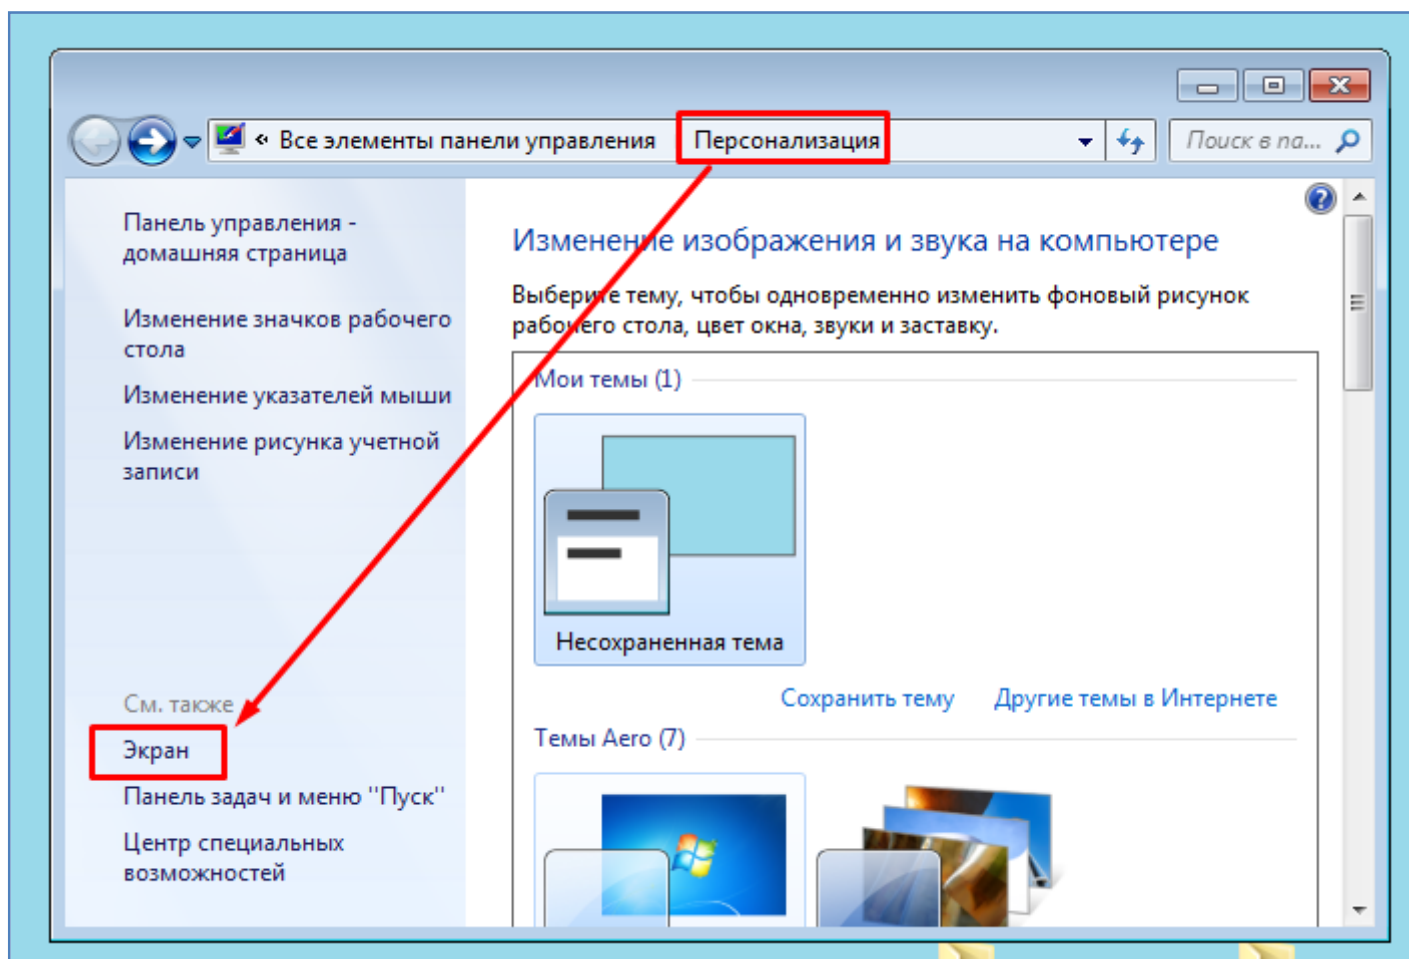 « Все элементы панели управления Персонализация
Поиск в па...
Панель управления -
домашняя страница
Изменение значков рабочего
стола
Изменение указателей мыши
Изменение рисунка учетной
записи
См. также
Экран
Панель задач и меню "Пуск"
Центр специальных
возможностей
Изменение изображения и звука на компьютере
Выберите тему, чтобы одновременно изменить фоновый рисунок
рабочего стола, цвет окна, звуки и заставку.
Мои темы (1)
Несохраненная тема
Сохранить тему Другие темы в Интернете
Темы Aero (7)